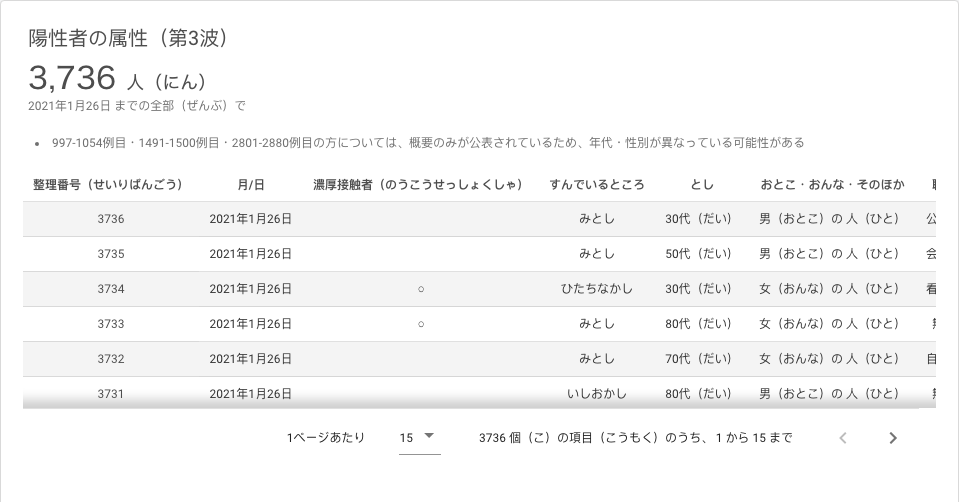 陽性者の属性（第3波）
3,736 人（にん）
2021年1月26日 までの全部（ぜんぶ）で
• 997-1054例目・1491-1500例目・2801-2880例目の方については、概要のみが公表されているため、年代・性別が異なっている可能性がある
整理番号（せいりばんごう） 月/日 濃厚接触者（のうこうせっしょくしゃ） すんでいるところ とし おとこ・おんな・そのほか
3736 2021年1月26日 みとし 30代（だい） 男（おとこ）の 人（ひと） 公
3735 2021年1月26日 みとし 50代（だい） 男（おとこ）の 人（ひと） 会
3734 2021年1月26日 ○ ひたちなかし 30代（だい） 女（おんな）の 人（ひと） 看
3733 2021年1月26日 ○ みとし 80代（だい） 女（おんな）の 人（ひと）
3732 2021年1月26日 みとし 70代（だい） 女（おんな）の 人（ひと） 自
3731 2021年1月26日 いしおかし 80代（だい） 男（おとこ）の 人（ひと）
1ページあたり 15 3736 個（こ）の項目（こうもく）のうち、1 から 15 まで